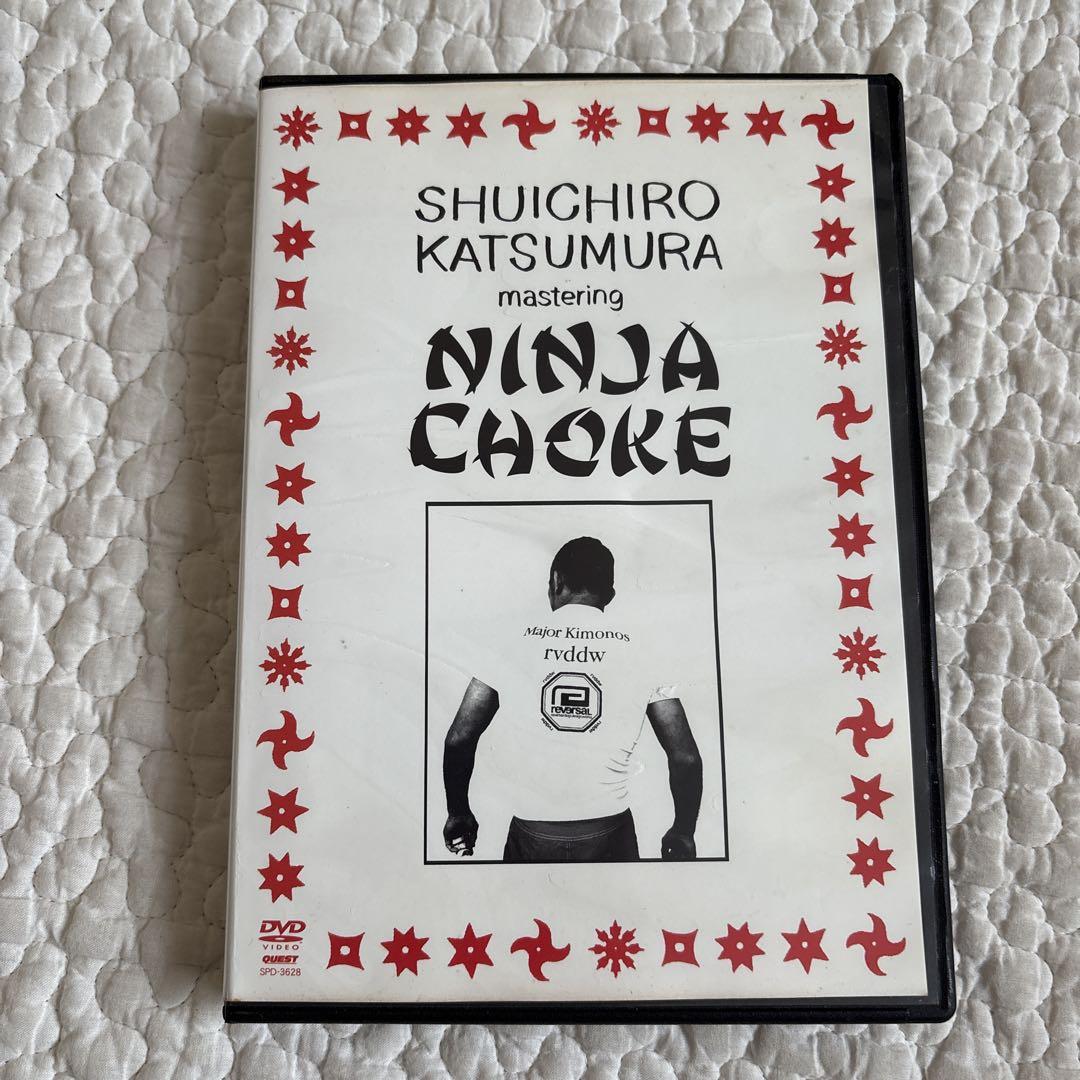 SHUICHIRO
KATSUMURA
mastering
NINJA
CHOKE
Major Kimonos
rvddw
reversal
DVD
VIDEO
QUEST
SPD-3628